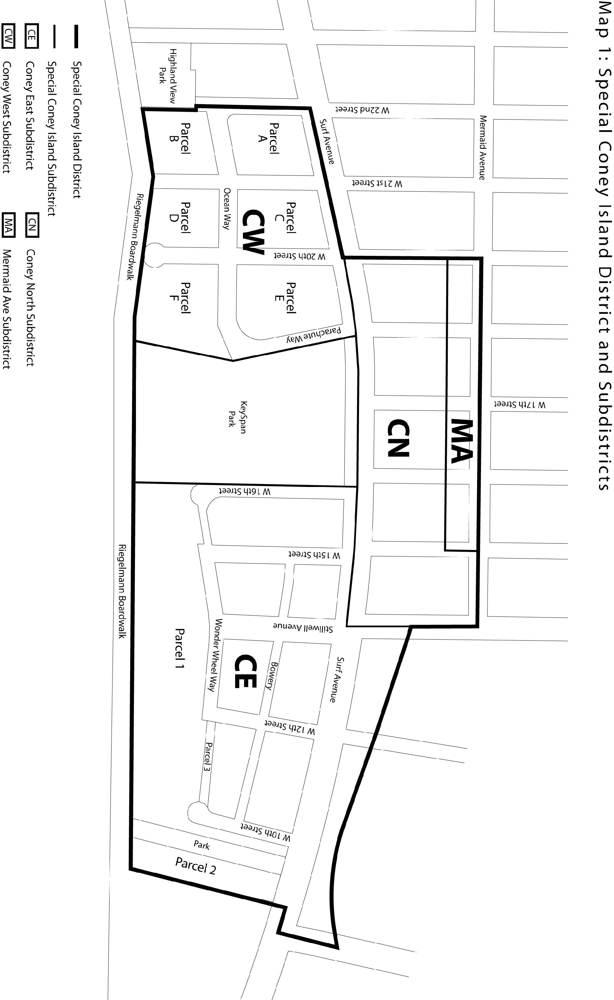 Map 1: Special Coney Island District and Subdistricts
Mermaid Avenue
W 17th Street
W 22nd Street
W 21st Street
Surf Avenue
MA
CN
Parcel
A
Parcel
C
W 20th Street
Parcel
E
Parachute Way
CW
Ocean Way
Highland View
Park
Parcel
B
Parcel
D
Parcel
F
KeySpan
Park
Riegelmann Boardwalk
W 16th Street
W 15th Street
Stillwell Avenue
Surf Avenue
Bowery
CE
Wonder Wheel Way
W 12th Street
Parcel 3
W 10th Street
Parcel 1
Park
Parcel 2
Riegelmann Boardwalk
Special Coney Island District
Special Coney Island Subdistrict
CE Coney East Subdistrict
CN Coney North Subdistrict
CW Coney West Subdistrict
MA Mermaid Ave Subdistrict